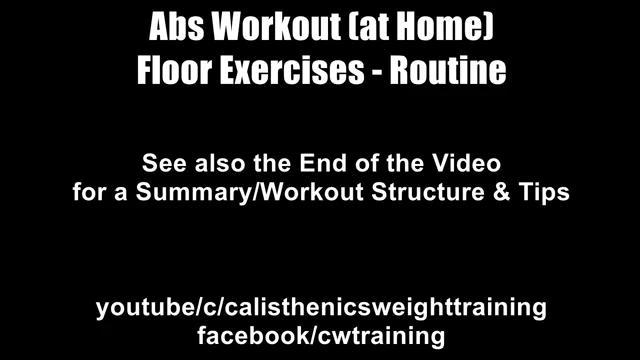 Abs Workout (at Home)
Floor Exercises - Routine
See also the End of the Video
for a Summary/Workout Structure & Tips
youtube/c/calisthenicsweighttraining
facebook/cwtraining